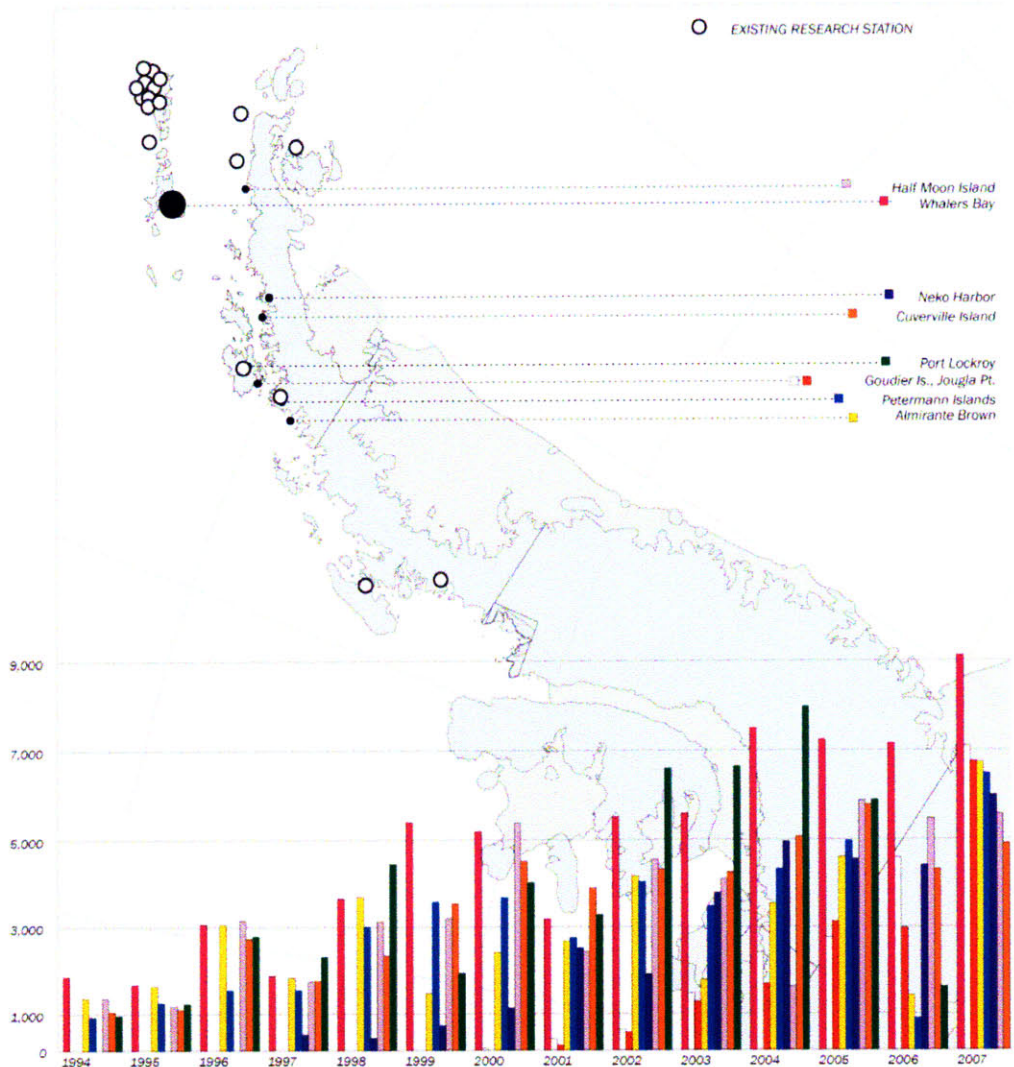 EXISTING RESEARCH STATION
Half Moon Island
Whalers Bay
Neko Harbor
Cuverville Island
Port Lockroy
Goudier Is., Jougla Pt.
Petermann Islands
Almirante Brown
9,000
7,000
5,000
3,000
1,000
0
1994 1995 1996 1997 1998 1999 2000 2001 2002 2003 2004 2005 2006 2007